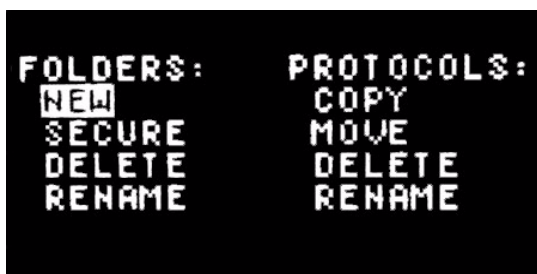 FOLDERS:
NEW
SECURE
DELETE
RENAME
PROTOCOLS:
COPY
MOVE
DELETE
RENAME